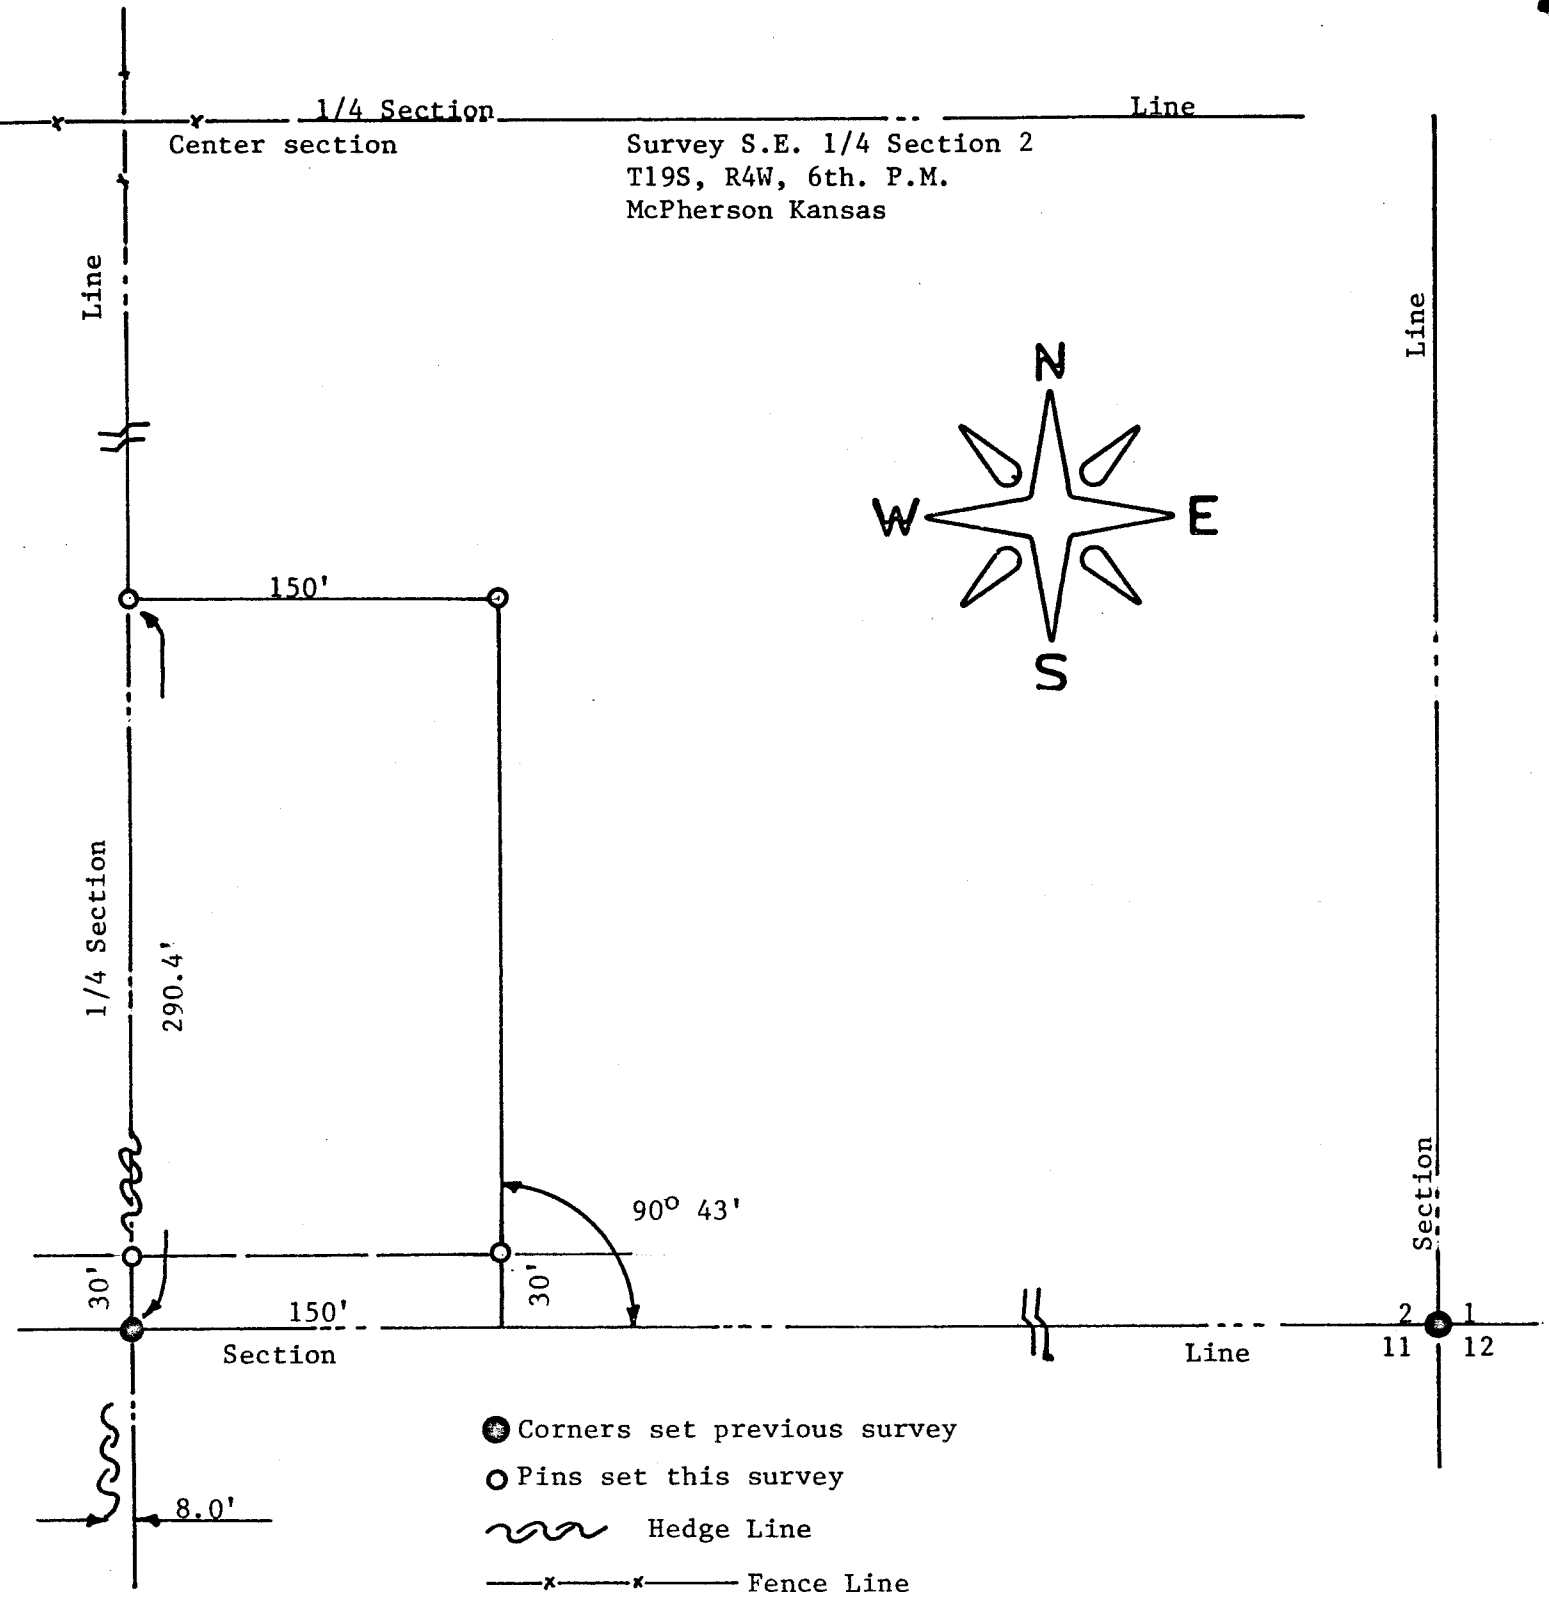 1/4 Section
Line
Center section
Survey S.E. 1/4 Section 2
T19S, R4W, 6th. P.M.
McPherson Kansas
Line
Line
N
W
E
S
150'
1/4 Section
290.4'
Section
90° 43'
30'
30'
150'
2 1
11 12
Section
Line
Corners set previous survey
Pins set this survey
8.0'
Hedge Line
Fence Line